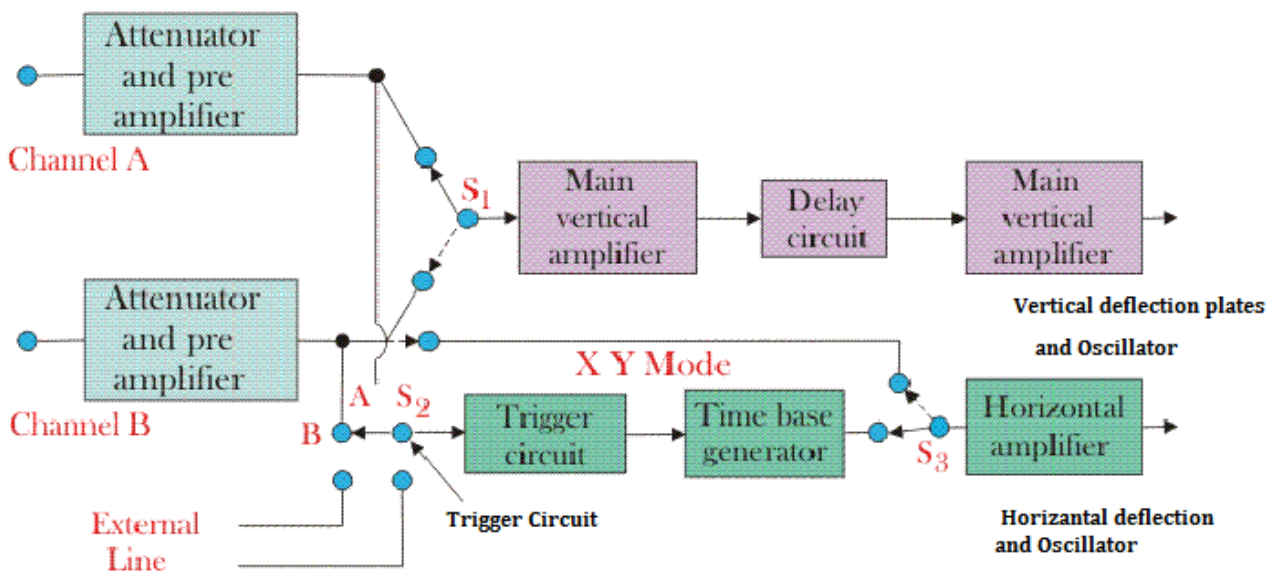 Attenuator
and pre
amplifier
Channel A
S1
Main
vertical
amplifier
Delay
circuit
Main
vertical
amplifier
Vertical deflection plates
and Oscillator
Attenuator
and pre
amplifier
Channel B
X Y Mode
A
S2
B
Trigger
circuit
Time base
generator
S3
Horizontal
amplifier
External
Line
Trigger Circuit
Horizantal deflection
and Oscillator